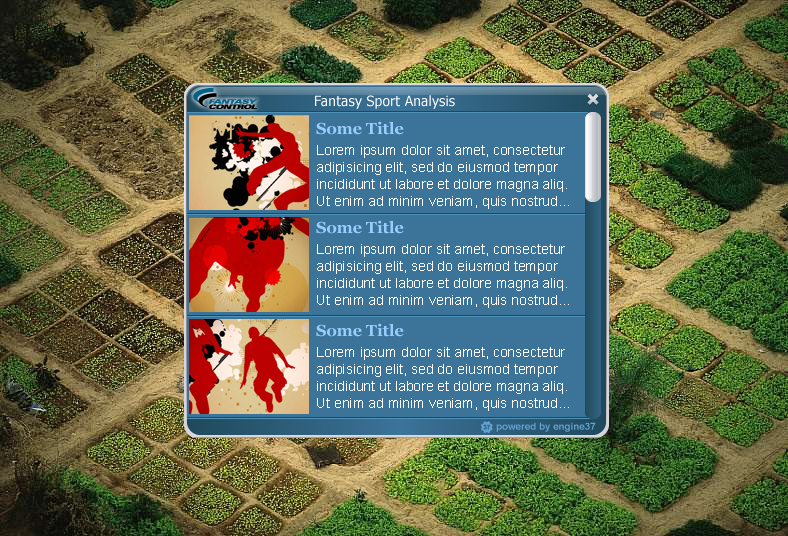 FANTASY
CONTROL
Fantasy Sport Analysis
Some Title
Lorem ipsum dolor sit amet, consectetur
adipisicing elit, sed do eiusmod tempor
incididunt ut labore et dolore magna aliq.
Ut enim ad minim veniam, quis nostrud...
Some Title
Lorem ipsum dolor sit amet, consectetur
adipisicing elit, sed do eiusmod tempor
incididunt ut labore et dolore magna aliq.
Ut enim ad minim veniam, quis nostrud...
Some Title
Lorem ipsum dolor sit amet, consectetur
adipisicing elit, sed do eiusmod tempor
incididunt ut labore et dolore magna aliq.
Ut enim ad minim veniam, quis nostrud...
37 powered by engine37